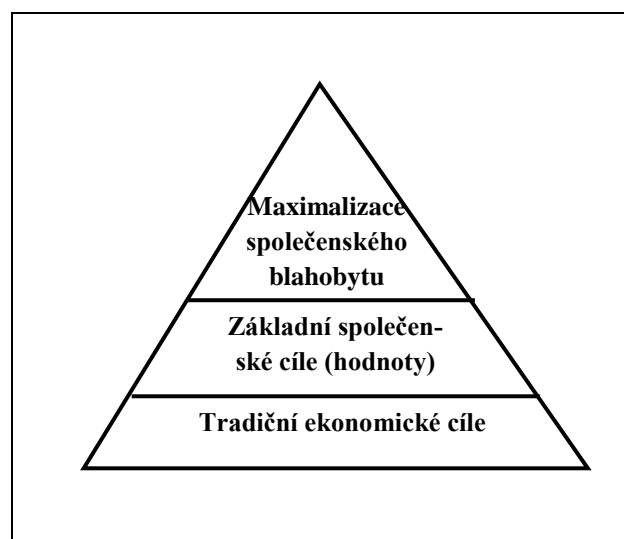 Maximalizace
společenského
blahobytu
Základní společen-
ské cíle (hodnoty)
Tradiční ekonomické cíle